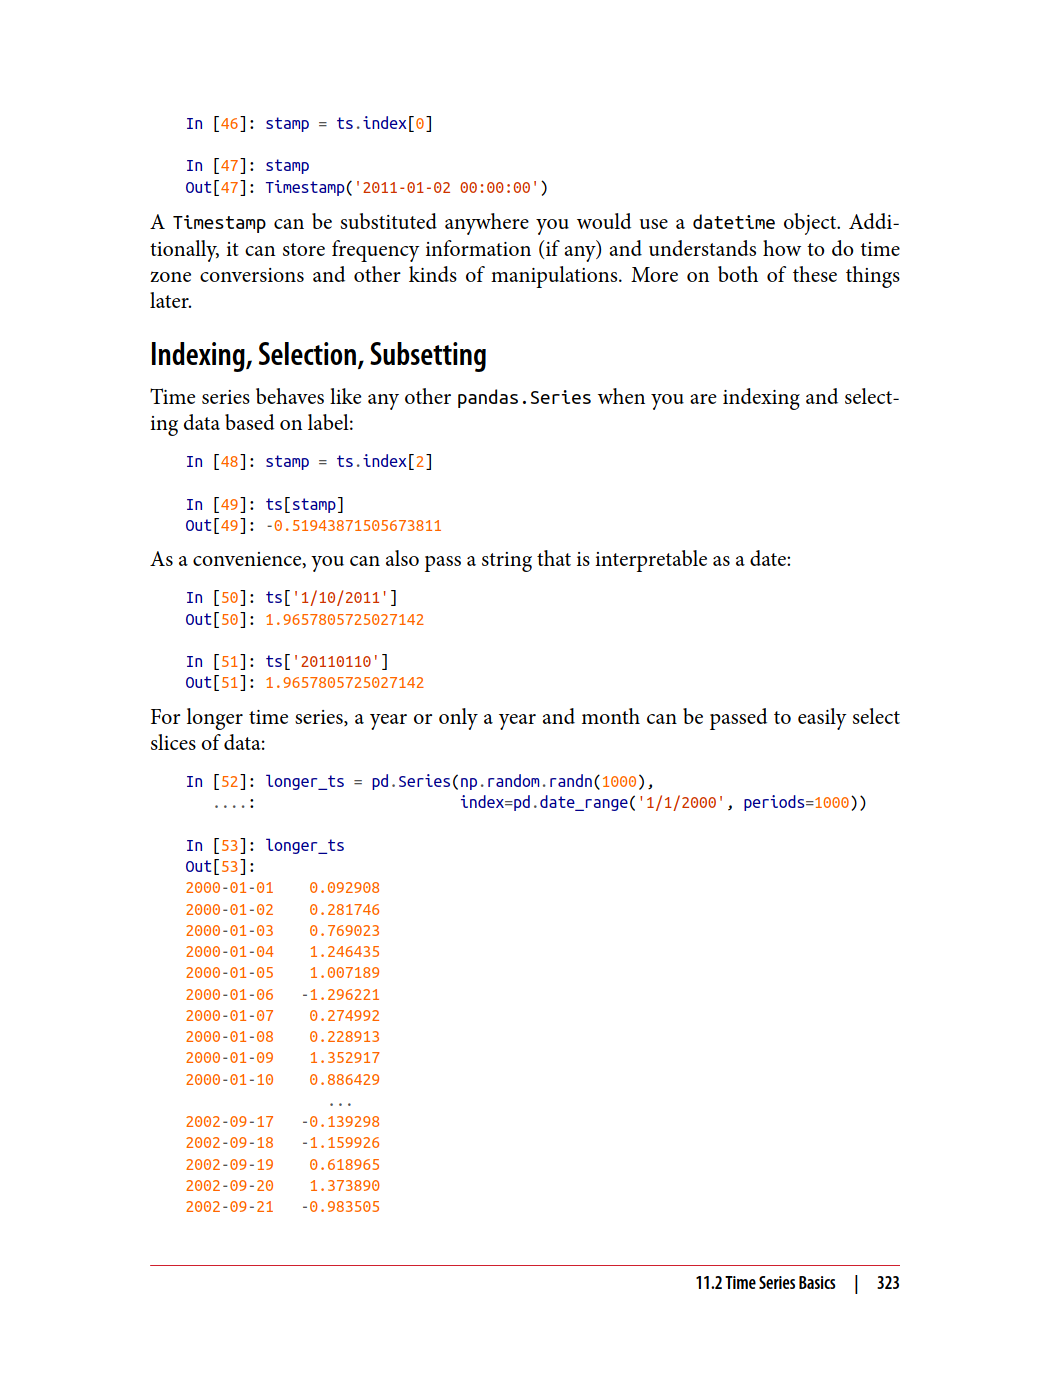 In [46]: stamp = ts.index[0]
In [47]: stamp
Out[47]: Timestamp('2011-01-02 00:00:00')
A Timestamp can be substituted anywhere you would use a datetime object. Addi-
tionally, it can store frequency information (if any) and understands how to do time
zone conversions and other kinds of manipulations. More on both of these things
later.
Indexing, Selection, Subsetting
Time series behaves like any other pandas.Series when you are indexing and select-
ing data based on label:
In [48]: stamp = ts.index[2]
In [49]: ts[stamp]
Out[49]: -0.51943871505673811
As a convenience, you can also pass a string that is interpretable as a date:
In [50]: ts['1/10/2011']
Out[50]: 1.9657805725027142
In [51]: ts['20110110']
Out[51]: 1.9657805725027142
For longer time series, a year or only a year and month can be passed to easily select
slices of data:
In [52]: longer_ts = pd.Series(np.random.randn(1000),
....: index=pd.date_range('1/1/2000', periods=1000))
In [53]: longer_ts
Out[53]:
2000-01-01 0.092908
2000-01-02 0.281746
2000-01-03 0.769023
2000-01-04 1.246435
2000-01-05 1.007189
2000-01-06 -1.296221
2000-01-07 0.274992
2000-01-08 0.228913
2000-01-09 1.352917
2000-01-10 0.886429
...
2002-09-17 -0.139298
2002-09-18 -1.159926
2002-09-19 0.618965
2002-09-20 1.373890
2002-09-21 -0.983505
11.2 Time Series Basics | 323